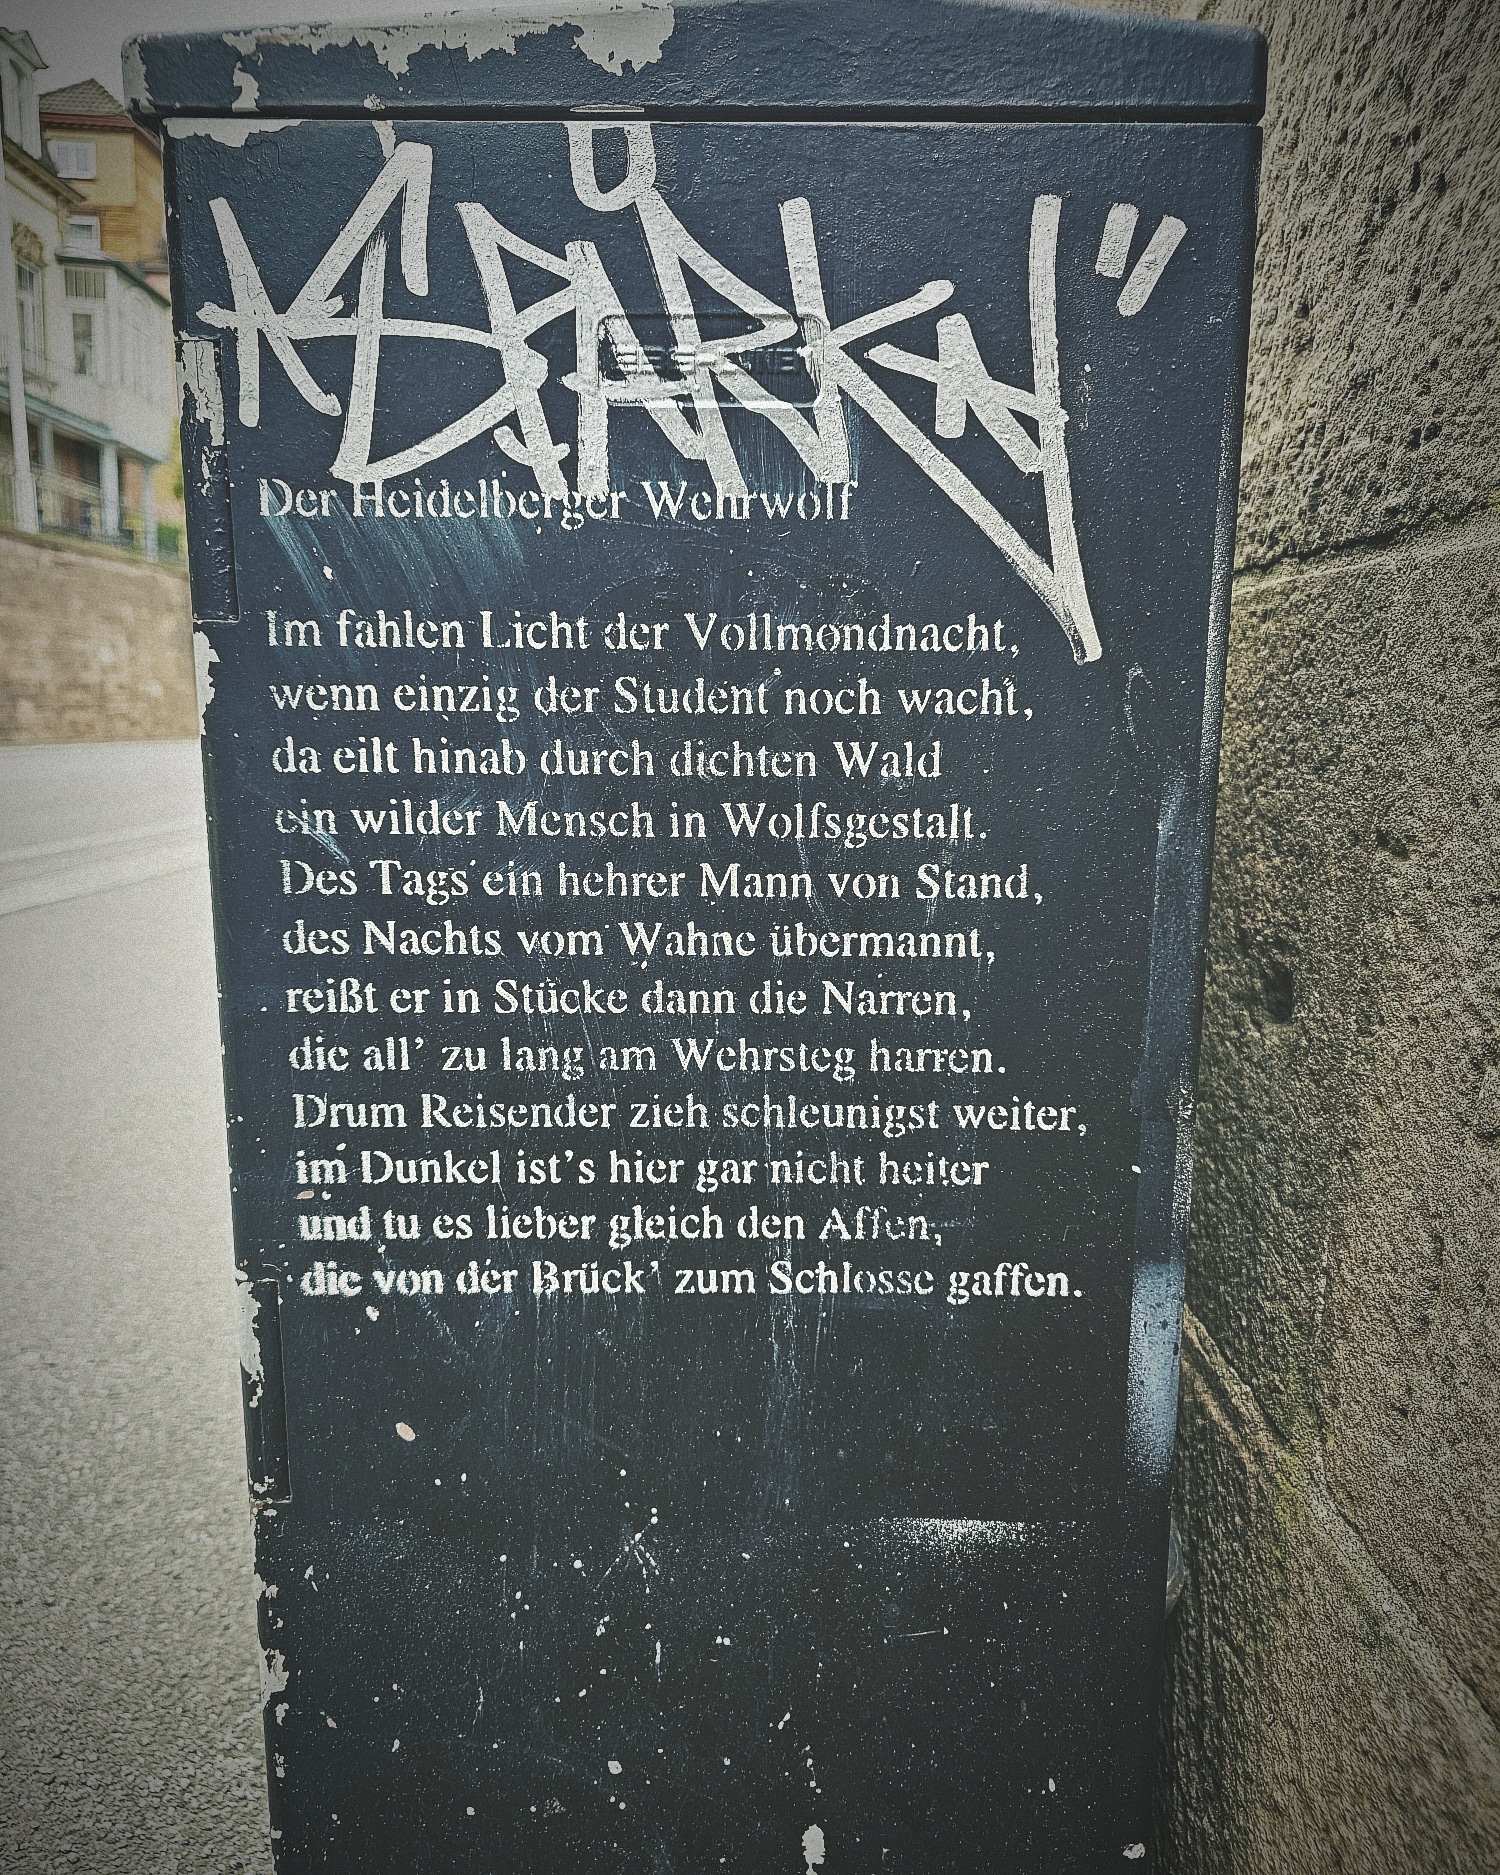 SPARKY"
Der Heidelberger Wehrwolf
Im fahlen Licht der Vollmondnacht,
wenn einzig der Student noch wacht,
da eilt hinab durch dichten Wald
ein wilder Mensch in Wolfsgestalt.
Des Tags ein hehrer Mann von Stand,
des Nachts vom Wahne übermannt,
reißt er in Stücke dann die Narren,
die all’ zu lang am Wehrsteg harren.
Drum Reisender zieh schleunigst weiter,
im Dunkel ist’s hier gar nicht heiter
und tu es lieber gleich den Affen,
die von der Brück’ zum Schlosse gaffen.